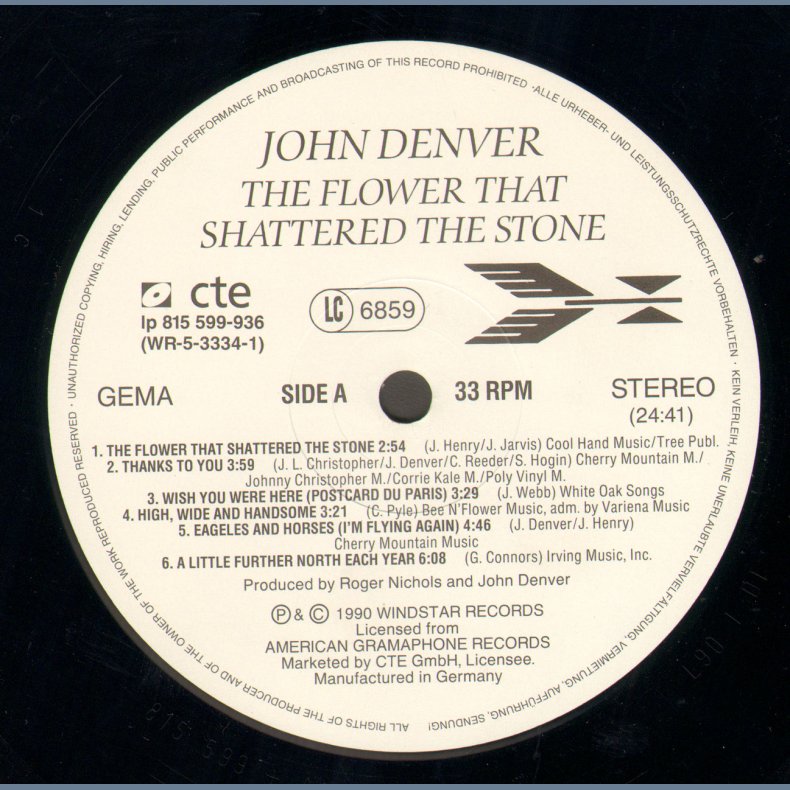 JOHN DENVER
THE FLOWER THAT
SHATTERED THE STONE
cte
lp 815 599-936
(WR-5-3334-1)
LC 6859
GEMA
SIDE A
33 RPM
STEREO
(24:41)
1. THE FLOWER THAT SHATTERED THE STONE 2:54 (J. Henry/J. Jarvis) Cool Hand Music/Tree Publ.
2. THANKS TO YOU 3:59 (J. L. Christopher/J. Denver/C. Reeder/S. Hogin) Cherry Mountain M./
Johnny Christopher M./Corrie Kale M./Poly Vinyl M.
3. WISH YOU WERE HERE (POSTCARD DU PARIS) 3:29 (J. Webb) White Oak Songs
4. HIGH, WIDE AND HANDSOME 3:21 (C. Pyle) Bee N'Flower Music, adm. by Variena Music
5. EAGELES AND HORSES (I'M FLYING AGAIN) 4:46 (J. Denver/J. Henry)
Cherry Mountain Music
6. A LITTLE FURTHER NORTH EACH YEAR 6:08 (G. Connors) Irving Music, Inc.
Produced by Roger Nichols and John Denver
℗ & © 1990 WINDSTAR RECORDS
Licensed from
AMERICAN GRAMAPHONE RECORDS
Marketed by CTE GmbH, Licensee.
Manufactured in Germany
ALL RIGHTS OF THE PRODUCER AND OF THE OWNER OF THE WORK REPRODUCED RESERVED · UNAUTHORIZED COPYING, HIRING, LENDING, PUBLIC PERFORMANCE AND BROADCASTING OF THIS RECORD PROHIBITED · ALLE URHEBER- UND LEISTUNGSSCHUTZRECHTE VORBEHALTEN · KEIN VERLEIH, KEINE UNERLAUBTE VERVIELFÄLTIGUNG, VERMIETUNG, AUFFÜHRUNG, SENDUNG!